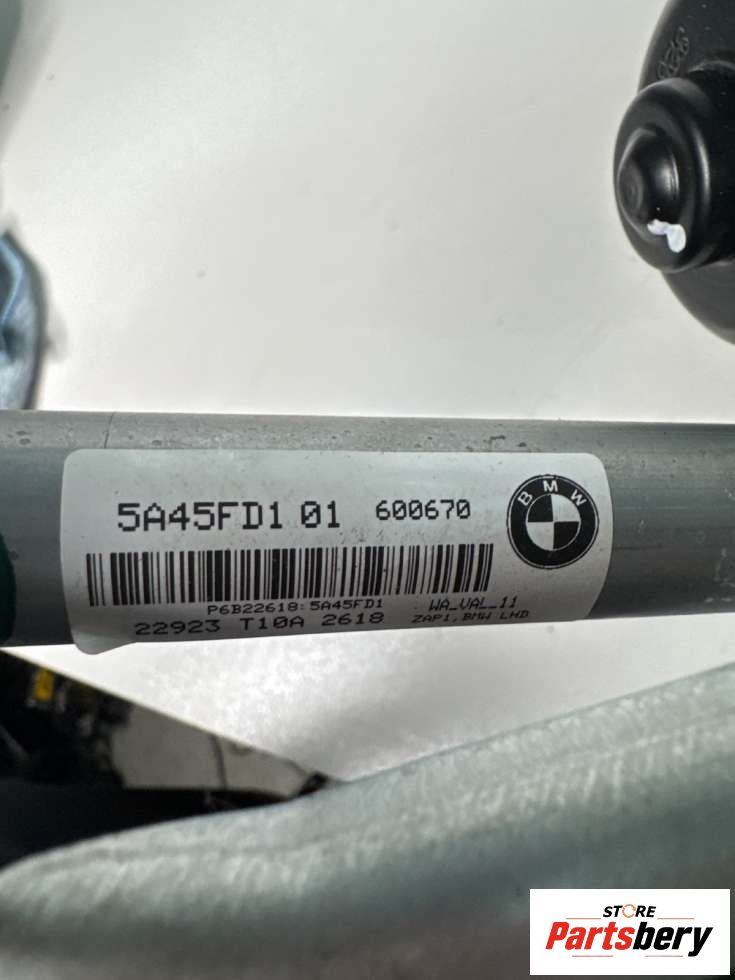 5A45FD1 01 600670
BMW
P6B22618:5A45FD1 WA_VAL_11
22923 T10A 2618 ZAP1, BMW LHD
STORE
Partsbery